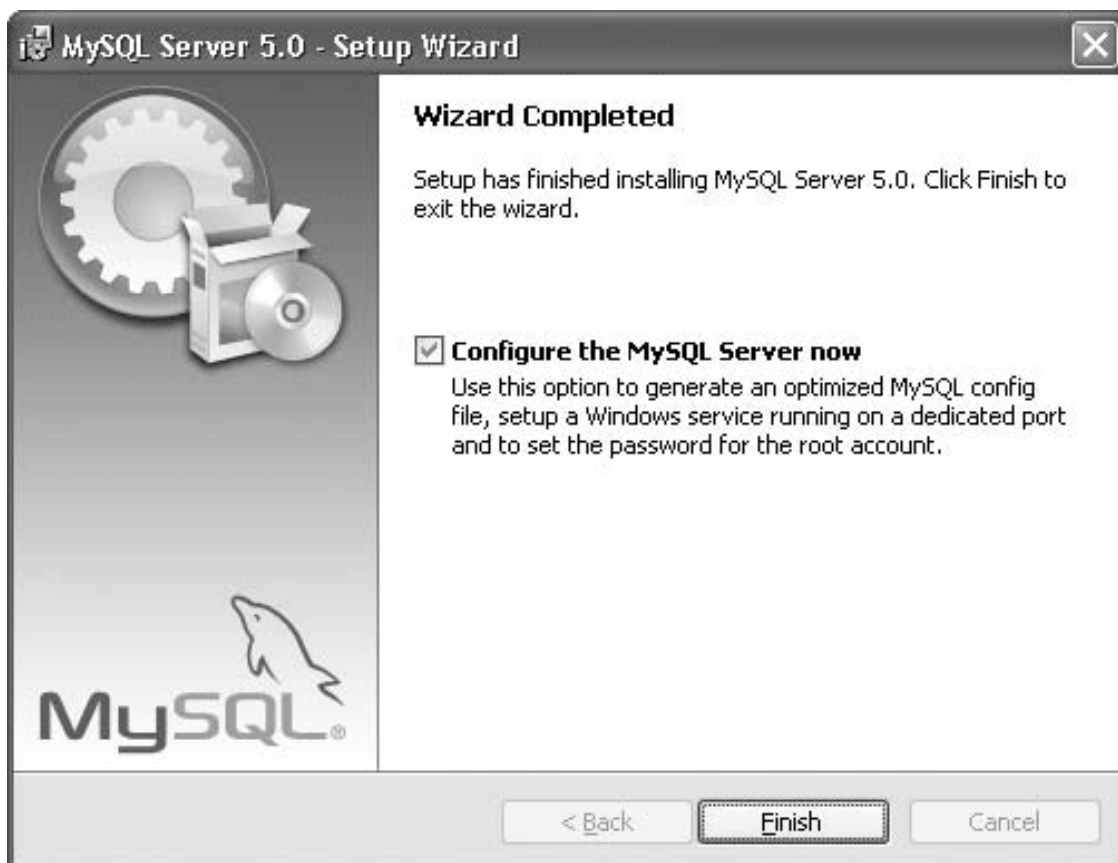 MySQL Server 5.0 - Setup Wizard
Wizard Completed
Setup has finished installing MySQL Server 5.0. Click Finish to
exit the wizard.
Configure the MySQL Server now
Use this option to generate an optimized MySQL config
file, setup a Windows service running on a dedicated port
and to set the password for the root account.
MySQL®
< Back
Finish
Cancel